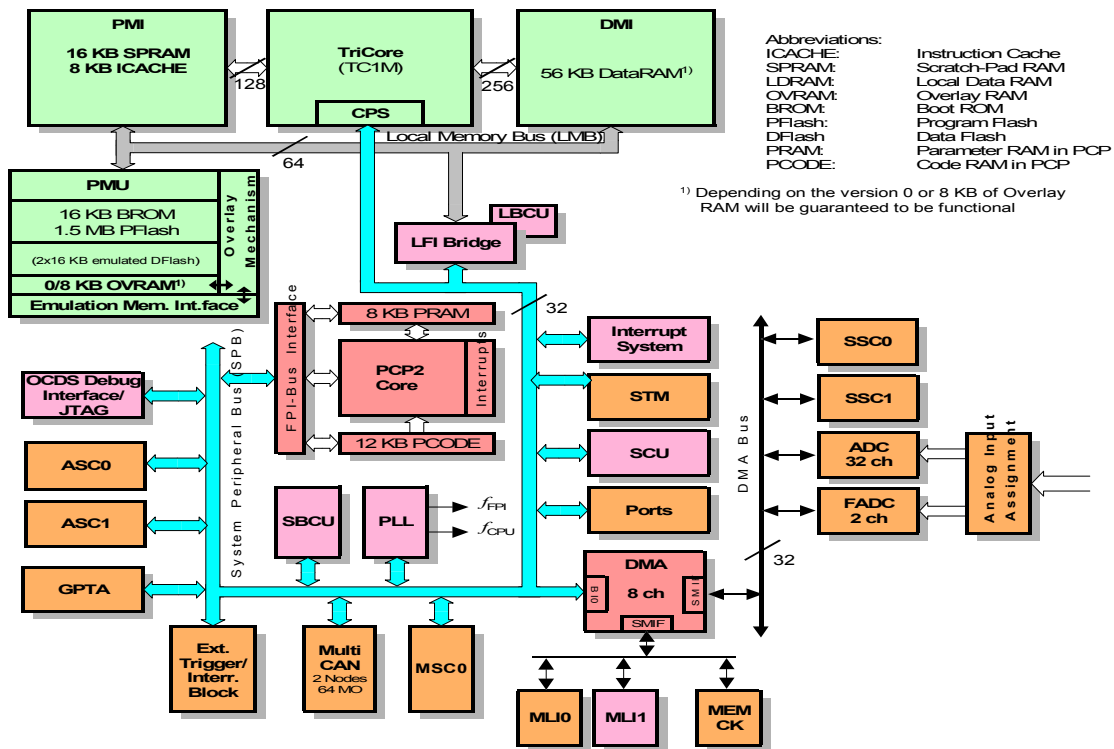 PMI
16 KB SPRAM
8 KB ICACHE
128
TriCore
(TC1M)
CPS
256
DMI
56 KB DataRAM1)
Abbreviations:
ICACHE: Instruction Cache
SPRAM: Scratch-Pad RAM
LDRAM: Local Data RAM
OVRAM: Overlay RAM
BROM: Boot ROM
PFlash: Program Flash
DFlash Data Flash
PRAM: Parameter RAM in PCP
PCODE: Code RAM in PCP
1) Depending on the version 0 or 8 KB of Overlay
RAM will be guaranteed to be functional
Local Memory Bus (LMB)
64
PMU
16 KB BROM
1.5 MB PFlash
(2x16 KB emulated DFlash)
0/8 KB OVRAM1)
Emulation Mem. Int.face
Overlay
Mechanism
LBCU
LFI Bridge
32
FPI-Bus Interface
8 KB PRAM
PCP2
Core
Interrupts
12 KB PCODE
System Peripheral Bus (SPB)
OCDS Debug
Interface/
JTAG
ASC0
ASC1
GPTA
SBCU
PLL
fFPI
fCPU
Interrupt
System
STM
SCU
Ports
DMA
8 ch
BI0
SMIF
SMIF
DMA Bus
32
SSC0
SSC1
ADC
32 ch
FADC
2 ch
Analog Input
Assignment
Ext.
Trigger/
Interr.
Block
Multi
CAN
2 Nodes
64 MO
MSC0
MLI0
MLI1
MEM
CK